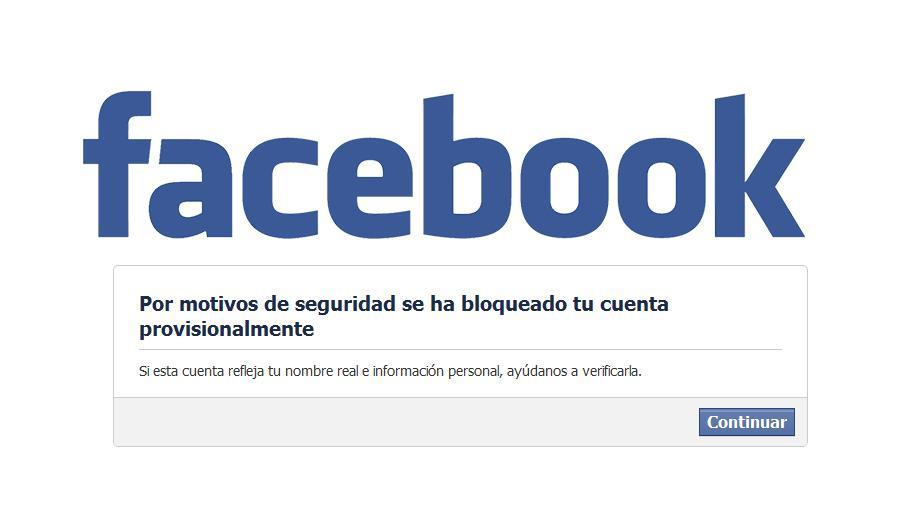 facebook
Por motivos de seguridad se ha bloqueado tu cuenta
provisionalmente
Si esta cuenta refleja tu nombre real e información personal, ayúdanos a verificarla.
Continuar